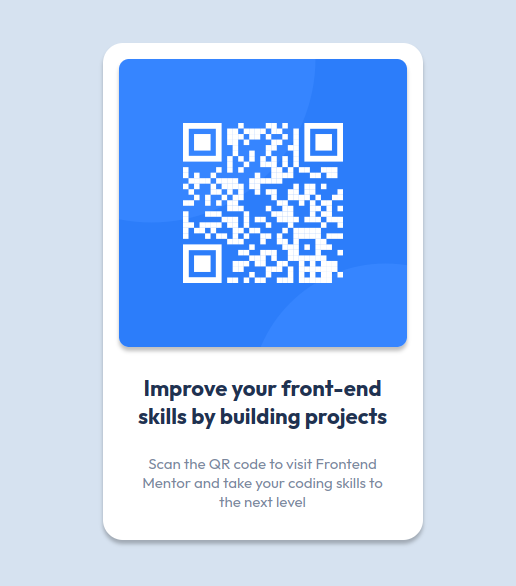 Improve your front-end
skills by building projects
Scan the QR code to visit Frontend
Mentor and take your coding skills to
the next level